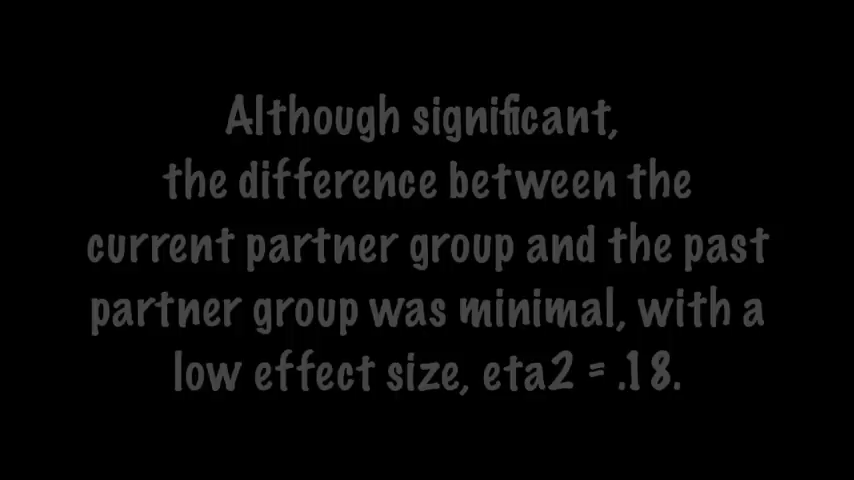 Although significant,
the difference between the
current partner group and the past
partner group was minimal, with a
low effect size, eta2 = .18.